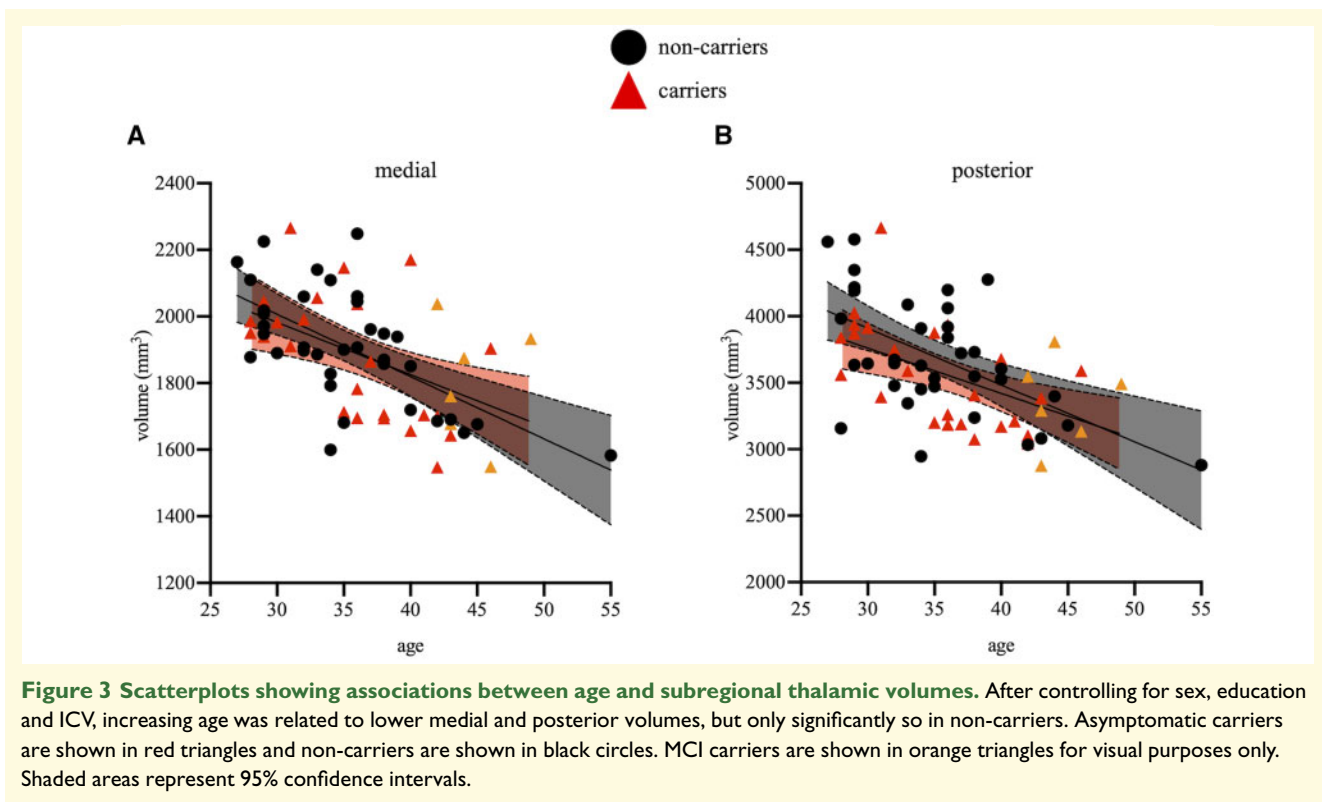 non-carriers
carriers
A
medial
2400
2200
2000
1800
1600
1400
1200
volume (mm³)
25 30 35 40 45 50 55
age
B
posterior
5000
4500
4000
3500
3000
2500
2000
volume (mm³)
25 30 35 40 45 50 55
age
Figure 3 Scatterplots showing associations between age and subregional thalamic volumes. After controlling for sex, education
and ICV, increasing age was related to lower medial and posterior volumes, but only significantly so in non-carriers. Asymptomatic carriers
are shown in red triangles and non-carriers are shown in black circles. MCI carriers are shown in orange triangles for visual purposes only.
Shaded areas represent 95% confidence intervals.